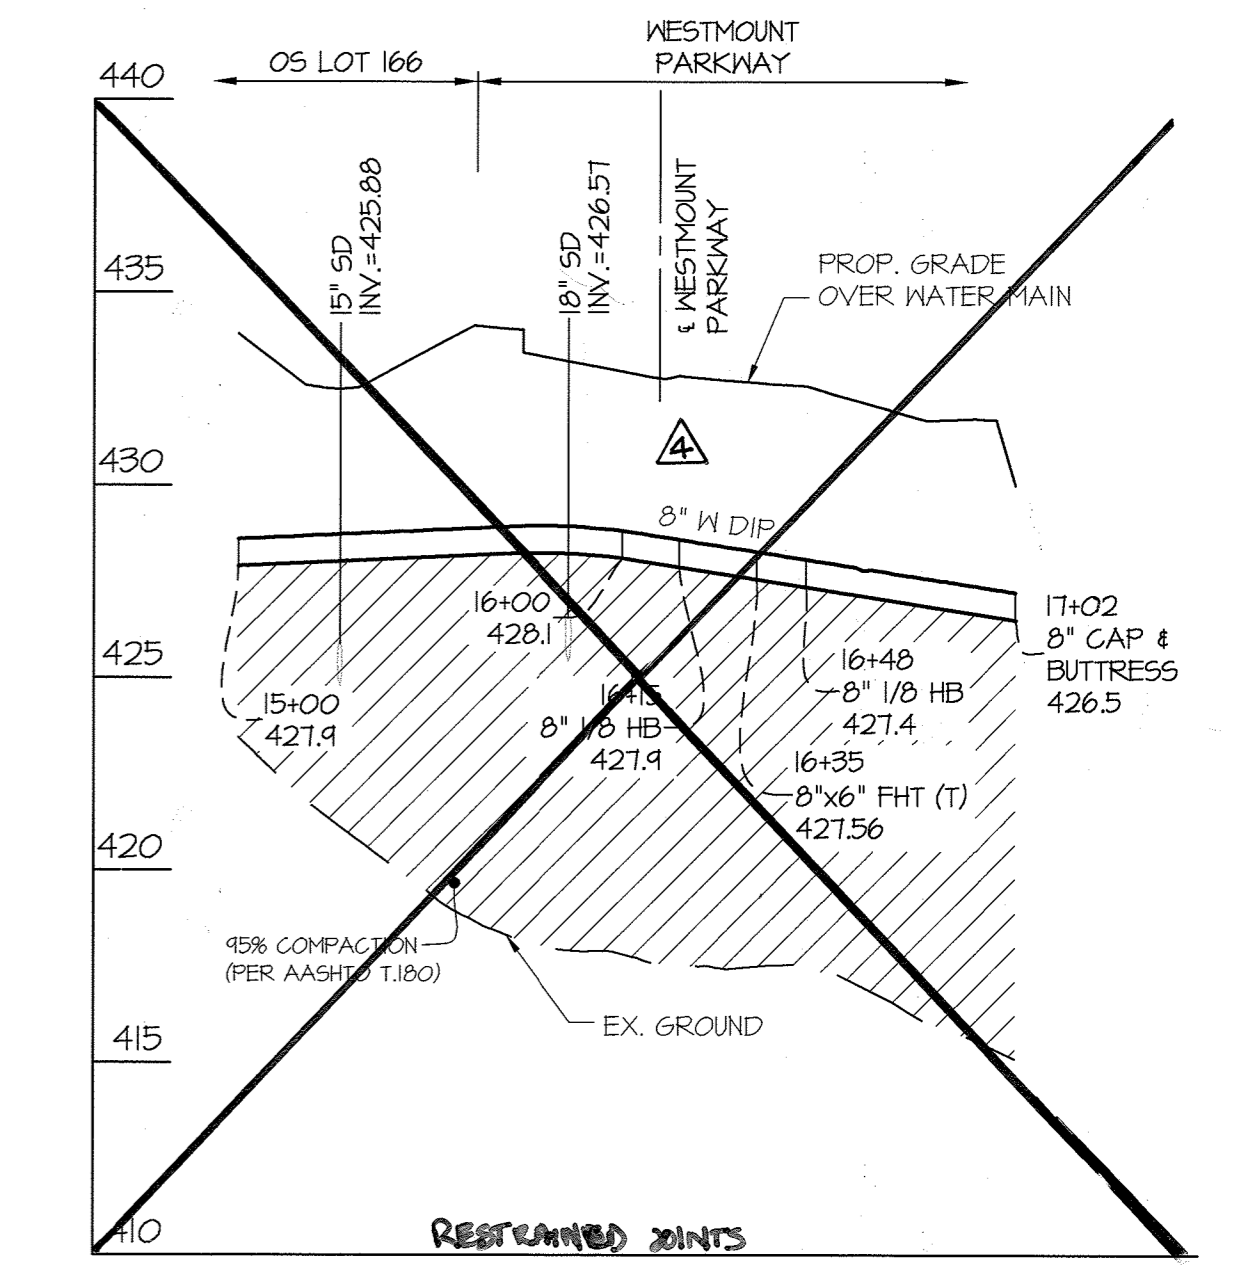 WESTMOUNT
PARKWAY
OS LOT 166
440
15" SD
INV.=425.88
18" SD
INV.=426.57
℄ WESTMOUNT
PARKWAY
435
PROP. GRADE
OVER WATER MAIN
430
4
8" W DIP
425
16+00
428.1
15+00
427.9
16+15
8" 1/8 HB
427.9
16+48
8" 1/8 HB
427.4
17+02
8" CAP &
BUTTRESS
426.5
16+35
8"x6" FHT (T)
427.56
420
95% COMPACTION
(PER AASHTO T.180)
EX. GROUND
415
410
RESTRAINED JOINTS